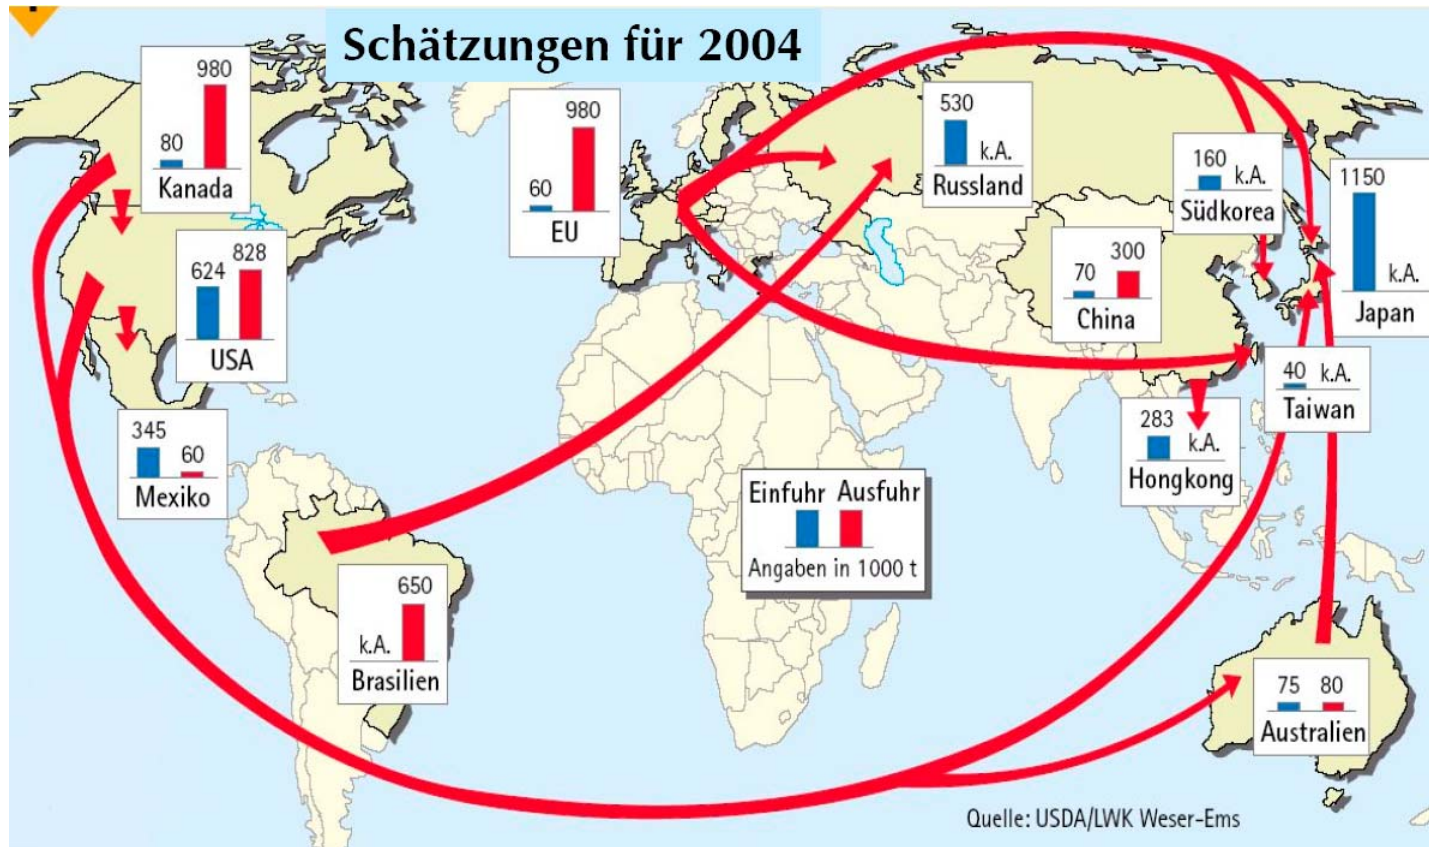 Schätzungen für 2004
980
80
Kanada
624 828
USA
345
60
Mexiko
650
k.A.
Brasilien
980
60
EU
530
k.A.
Russland
160 k.A.
Südkorea
1150
k.A.
Japan
300
70
China
40 k.A.
Taiwan
283
k.A.
Hongkong
Einfuhr Ausfuhr
Angaben in 1000 t
75 80
Australien
Quelle: USDA/LWK Weser-Ems